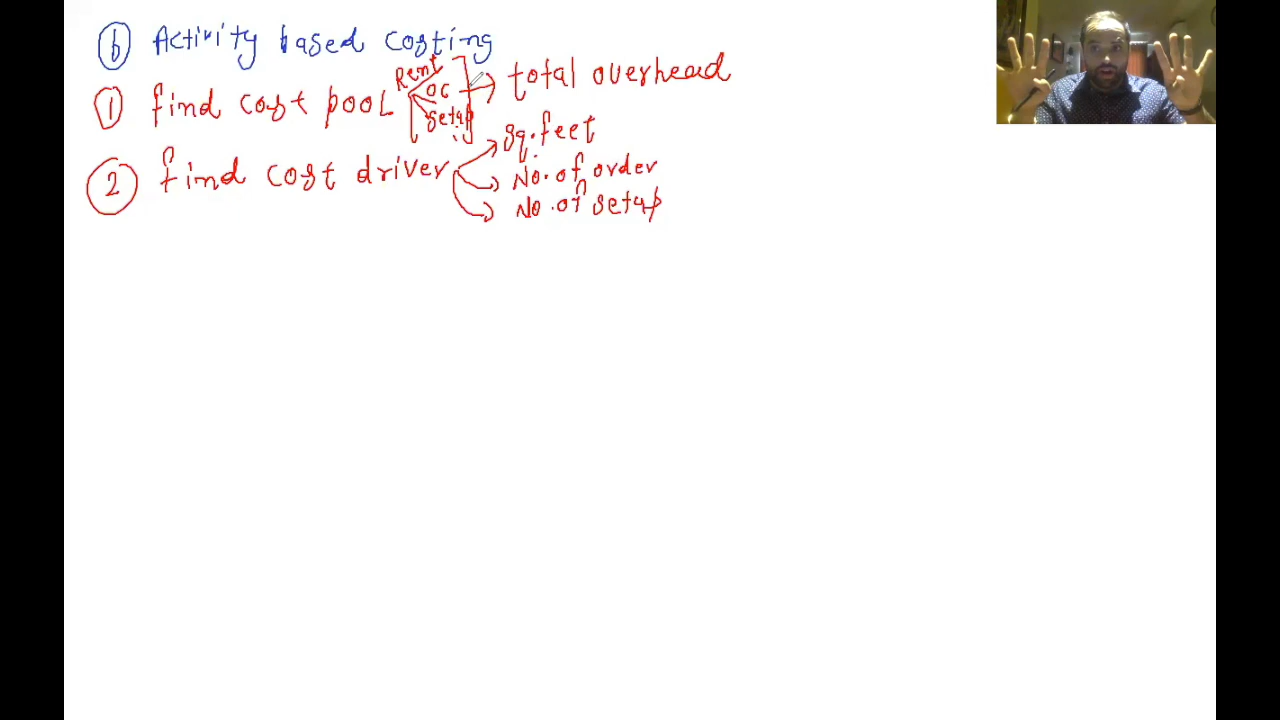 b Activity based costing
1 find cost pool Rent OC setup total overhead
2 find cost driver sq. feet
No. of order
No. of setup